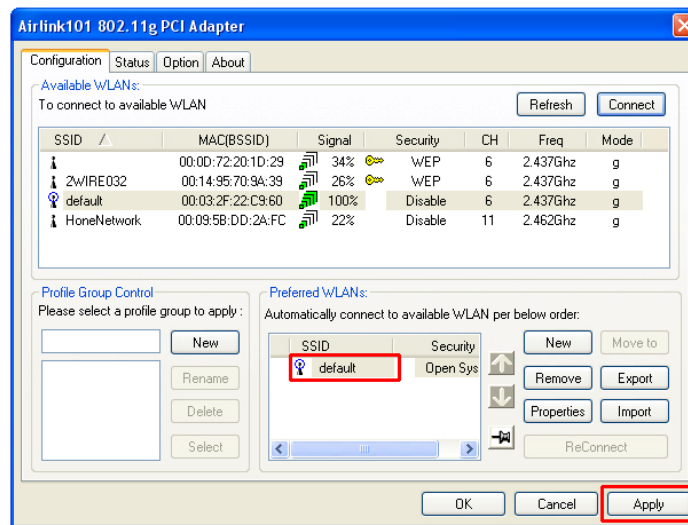 Airlink101 802.11g PCI Adapter
Configuration Status Option About
Available WLANs:
To connect to available WLAN Refresh Connect
SSID MAC(BSSID) Signal Security CH Freq Mode
00:0D:72:20:1D:29 34% WEP 6 2.437Ghz g
2WIRE032 00:14:95:70:9A:39 26% WEP 6 2.437Ghz g
default 00:03:2F:22:C9:60 100% Disable 6 2.437Ghz g
HoneNetwork 00:09:5B:DD:2A:FC 22% Disable 11 2.462Ghz g
Profile Group Control
Please select a profile group to apply :
New
Rename
Delete
Select
Preferred WLANs:
Automatically connect to available WLAN per below order:
SSID Security
default Open Sys
New Move to
Remove Export
Properties Import
ReConnect
OK Cancel Apply